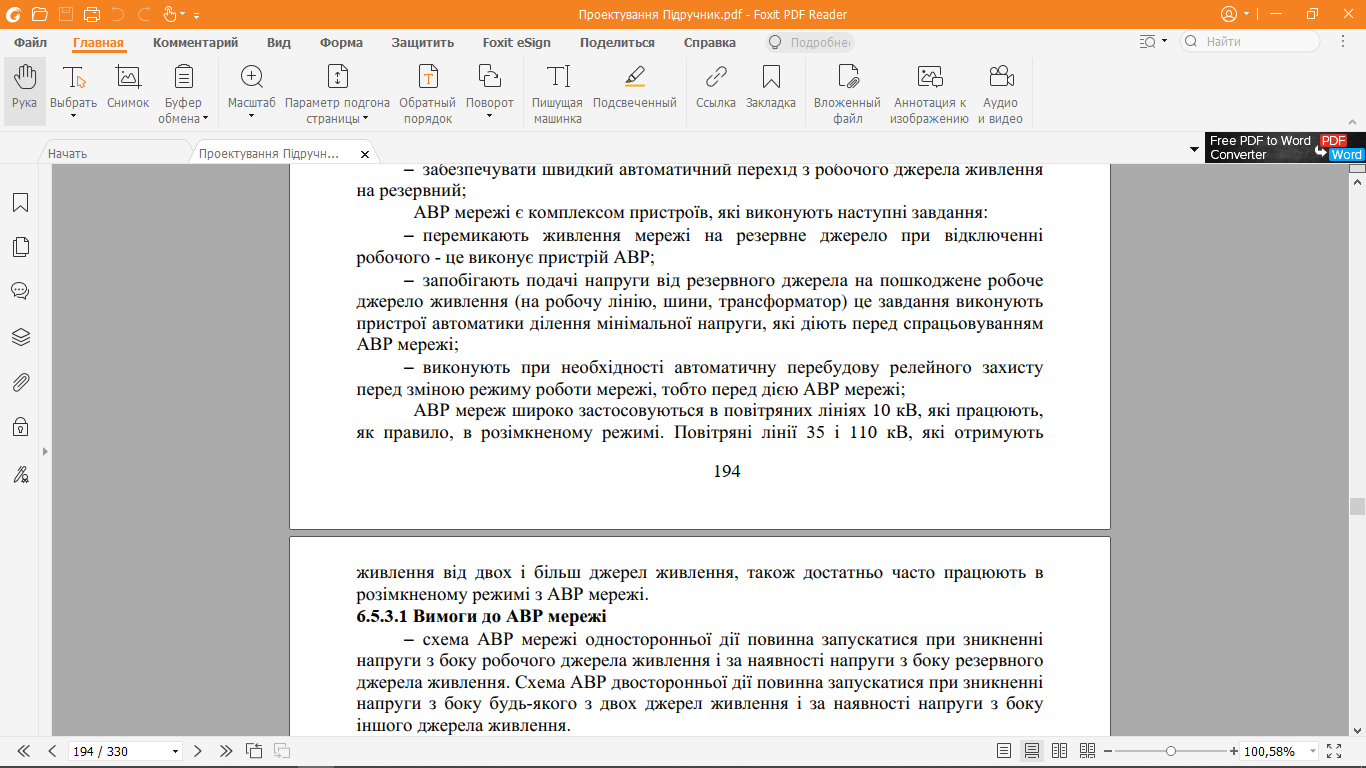 Проектування Підручник.pdf - Foxit PDF Reader
Файл Главная Комментарий Вид Форма Защитить Foxit eSign Поделиться Справка Подробнес Найти
Рука Выбрать Снимок Буфер обмена Масштаб Параметр подгона страницы Обратный порядок Поворот Пишущая машинка Подсвеченный Ссылка Закладка Вложенный файл Аннотация к изображению Аудио и видео
Начать Проектування Підручн... Free PDF to Word PDF
Converter Word
– забезпечувати швидкий автоматичний перехід з робочого джерела живлення
на резервний;
АВР мережі є комплексом пристроїв, які виконують наступні завдання:
– перемикають живлення мережі на резервне джерело при відключенні
робочого - це виконує пристрій АВР;
– запобігають подачі напруги від резервного джерела на пошкоджене робоче
джерело живлення (на робочу лінію, шини, трансформатор) це завдання виконують
пристрої автоматики ділення мінімальної напруги, які діють перед спрацьовуванням
АВР мережі;
– виконують при необхідності автоматичну перебудову релейного захисту
перед зміною режиму роботи мережі, тобто перед дією АВР мережі;
АВР мереж широко застосовуються в повітряних лініях 10 кВ, які працюють,
як правило, в розімкненому режимі. Повітряні лінії 35 і 110 кВ, які отримують
194
живлення від двох і більш джерел живлення, також достатньо часто працюють в
розімкненому режимі з АВР мережі.
6.5.3.1 Вимоги до АВР мережі
– схема АВР мережі односторонньої дії повинна запускатися при зникненні
напруги з боку робочого джерела живлення і за наявності напруги з боку резервного
джерела живлення. Схема АВР двосторонньої дії повинна запускатися при зникненні
напруги з боку будь-якого з двох джерел живлення і за наявності напруги з боку
іншого джерела живлення.
194 / 330 100,58%